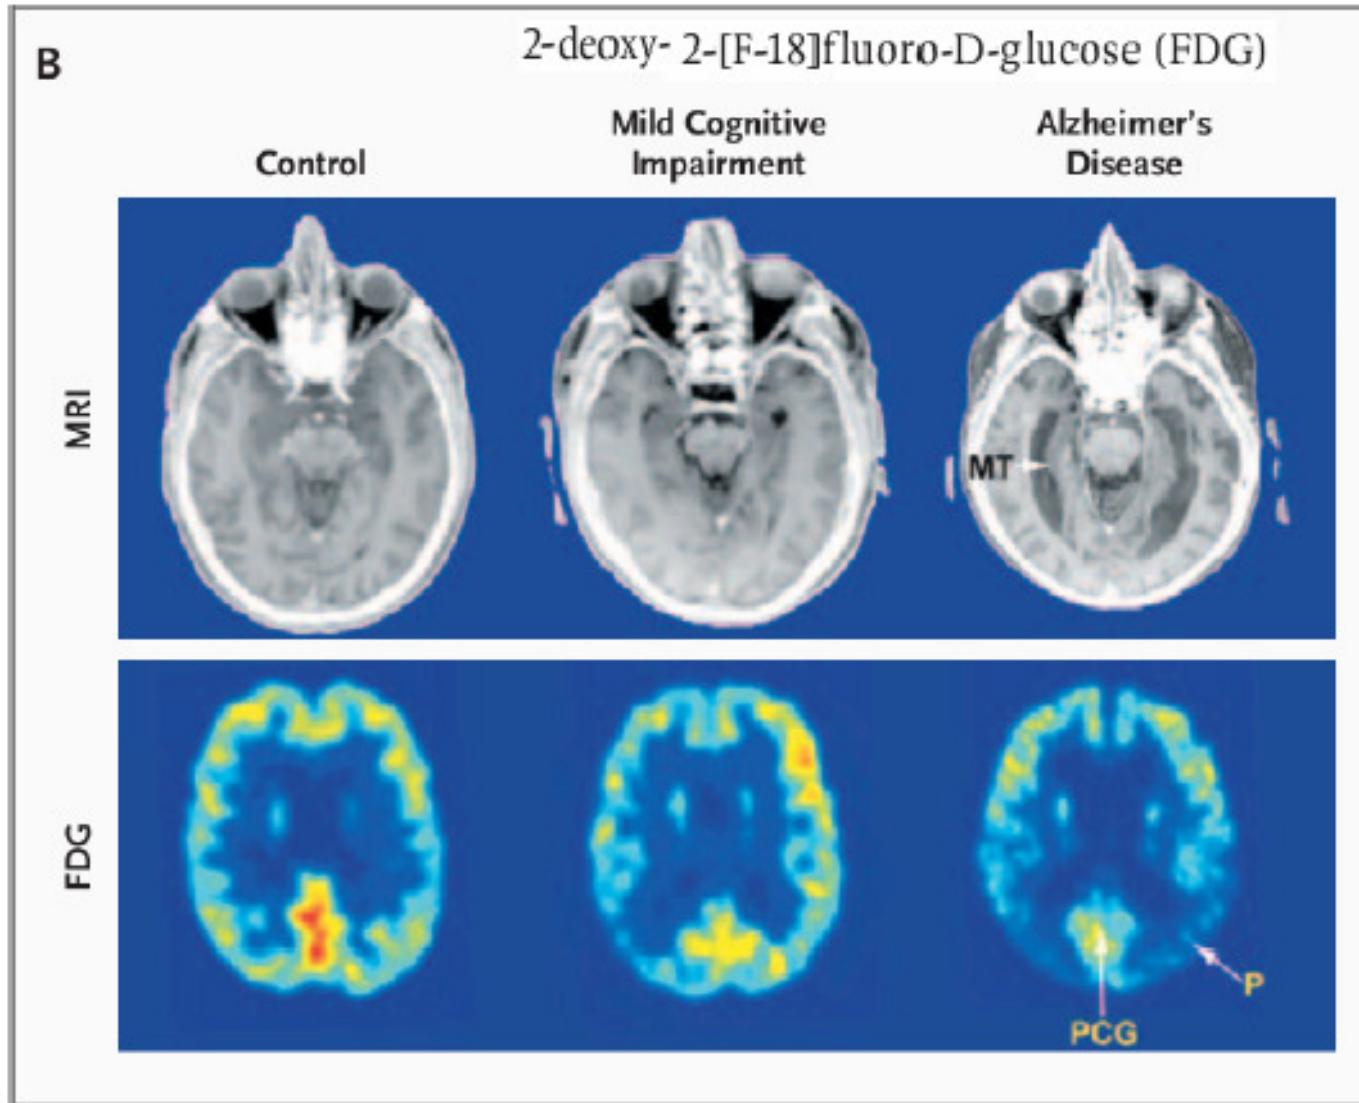 B
2-deoxy- 2-[F-18]fluoro-D-glucose (FDG)
Control
Mild Cognitive
Impairment
Alzheimer's
Disease
MRI
MT
FDG
P
PCG